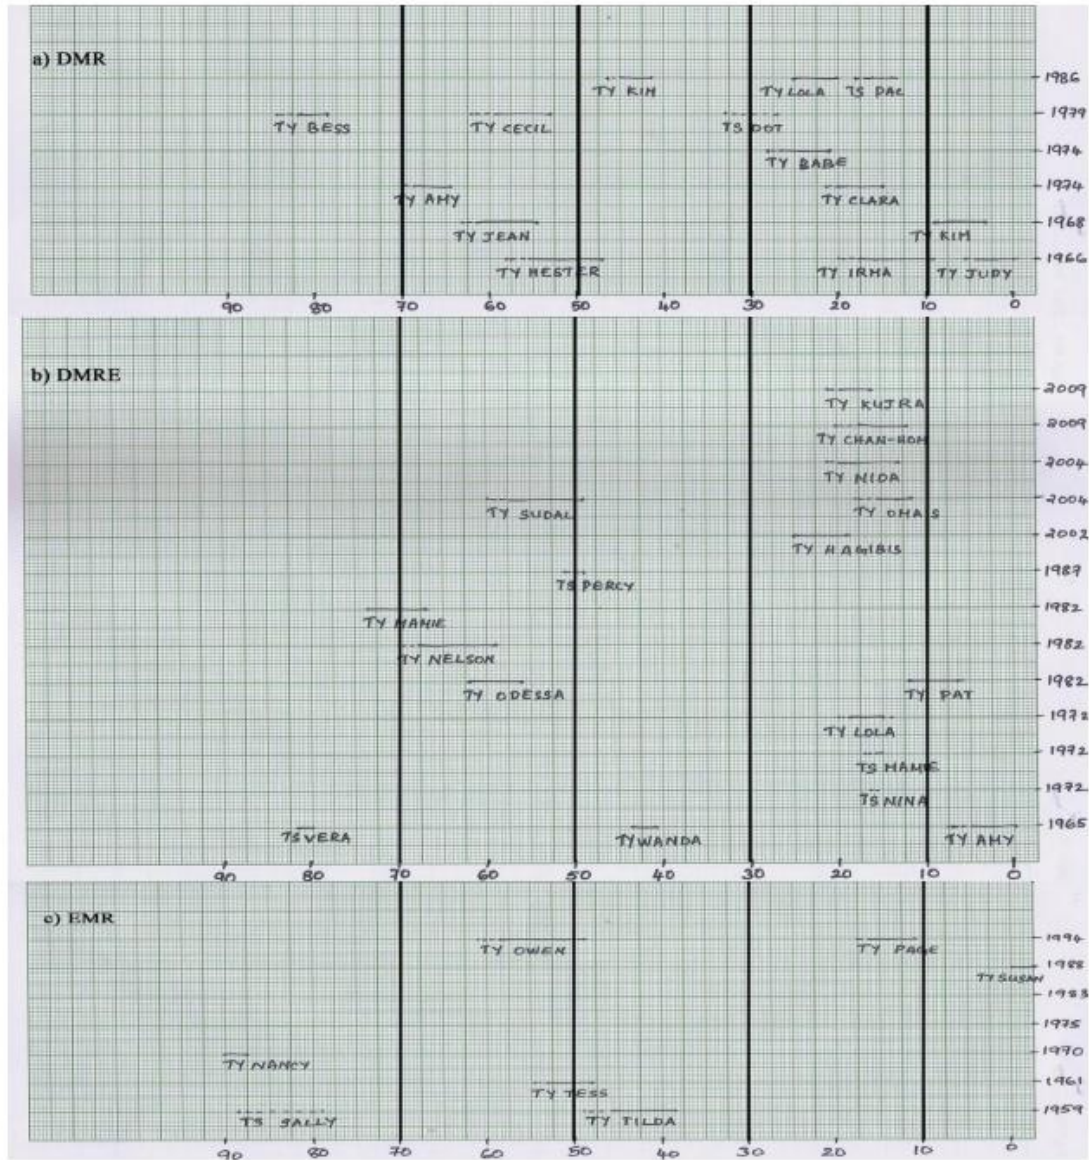 a) DMR
1986
TY KIM TY LOLA TS PAC
1979
TY BESS TY CECIL TS DOT
1974
TY BABE
1974
TY AMY TY CLARA
1968
TY JEAN TY KIM
1966
TY HESTER TY IRMA TY JUDY
90 80 70 60 50 40 30 20 10 0
b) DMRE
2009
TY KUJRA
2009
TY CHAN-HOM
2004
TY NIDA
2004
TY SUDAL TY OMAIS
2002
TY HAGIBIS
1987
TS PERCY
1982
TY MAMIE
1982
TY NELSON
1982
TY ODESSA TY PAT
1972
TY LOLA
1972
TS MAMIE
1972
TS NINA
1965
TS VERA TY WANDA TY AMY
90 80 70 60 50 40 30 20 10 0
c) EMR
1994
TY OWEN TY PAGE
1988
TY SUSAN
1983
1975
1970
TY NANCY
1961
TY TESS
1959
TS SALLY TY TILDA
90 80 70 60 50 40 30 20 10 0